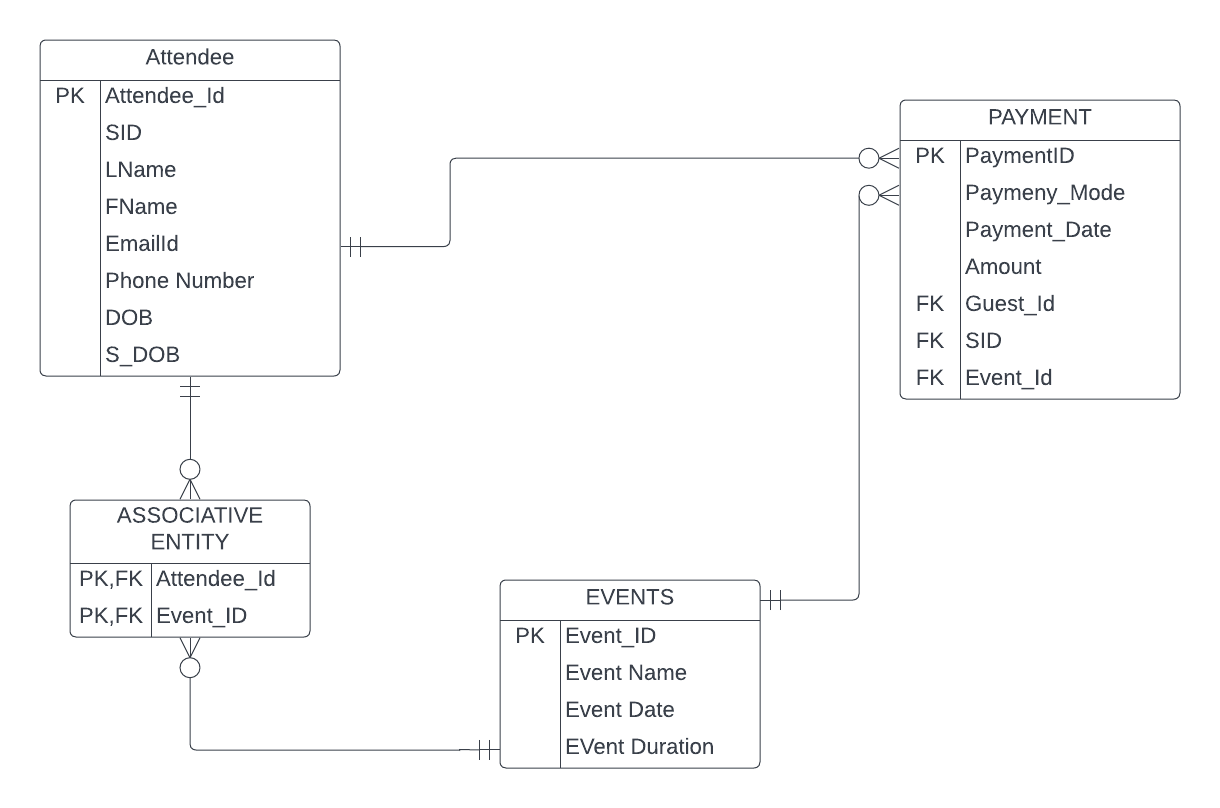 Attendee
PK Attendee_Id
SID
LName
FName
EmailId
Phone Number
DOB
S_DOB
PAYMENT
PK PaymentID
Paymeny_Mode
Payment_Date
Amount
FK Guest_Id
FK SID
FK Event_Id
ASSOCIATIVE
ENTITY
PK,FK Attendee_Id
PK,FK Event_ID
EVENTS
PK Event_ID
Event Name
Event Date
EVent Duration